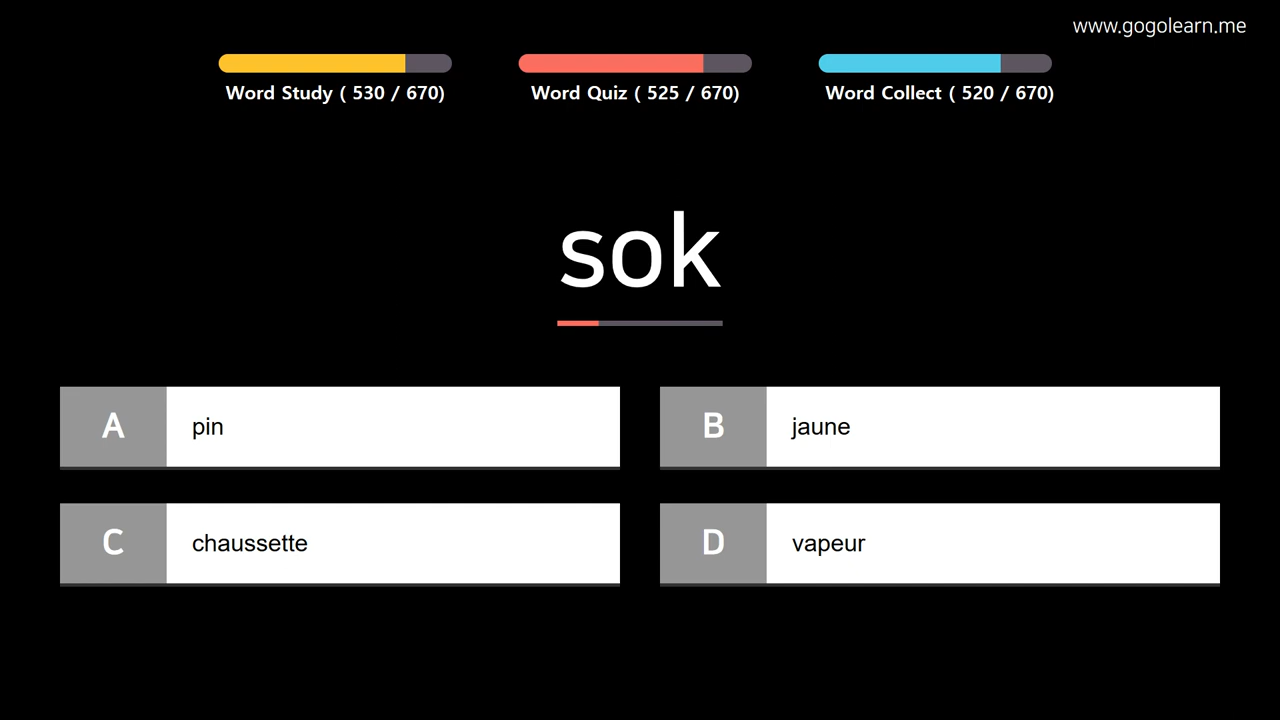 www.gogolearn.me
Word Study ( 530 / 670)
Word Quiz ( 525 / 670)
Word Collect ( 520 / 670)
sok
A pin
B jaune
C chaussette
D vapeur